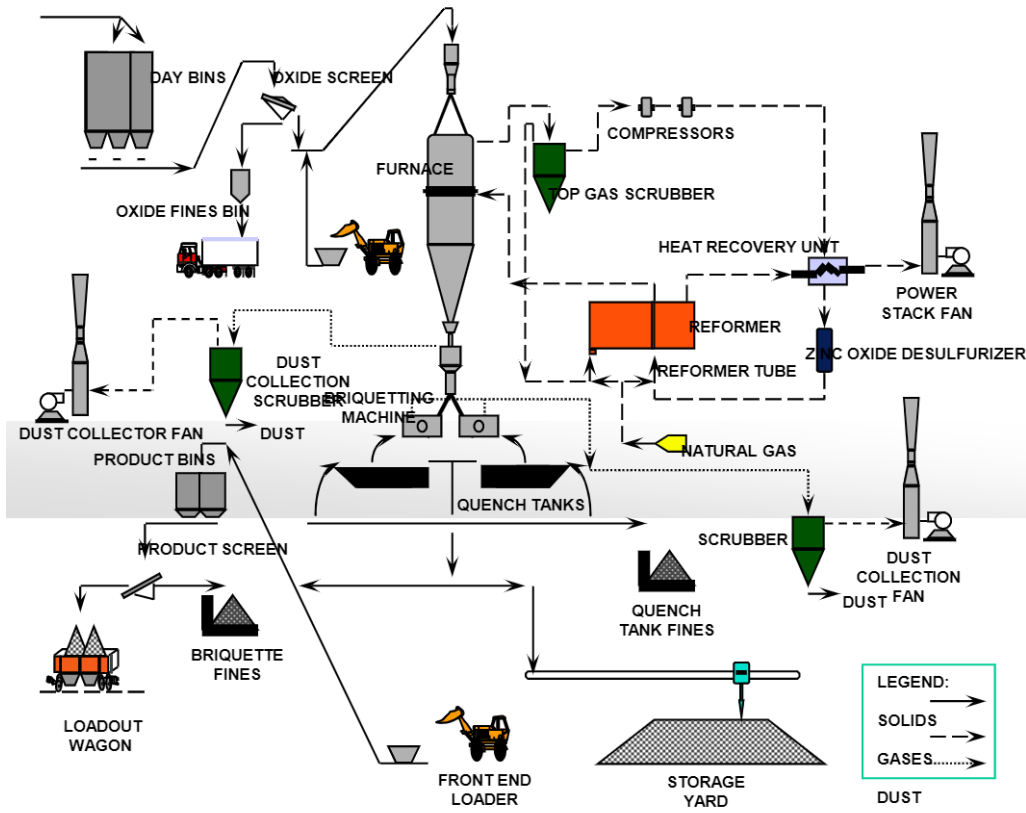 DAY BINS
OXIDE SCREEN
COMPRESSORS
FURNACE
TOP GAS SCRUBBER
OXIDE FINES BIN
HEAT RECOVERY UNIT
POWER
STACK FAN
REFORMER
ZINC OXIDE DESULFURIZER
DUST
COLLECTION
SCRUBBER
REFORMER TUBE
BRIQUETTING
MACHINE
DUST COLLECTOR FAN
DUST
PRODUCT BINS
NATURAL GAS
QUENCH TANKS
PRODUCT SCREEN
SCRUBBER
DUST
COLLECTION
FAN
DUST
QUENCH
TANK FINES
BRIQUETTE
FINES
LOADOUT
WAGON
FRONT END
LOADER
STORAGE
YARD
LEGEND:
SOLIDS
GASES
DUST